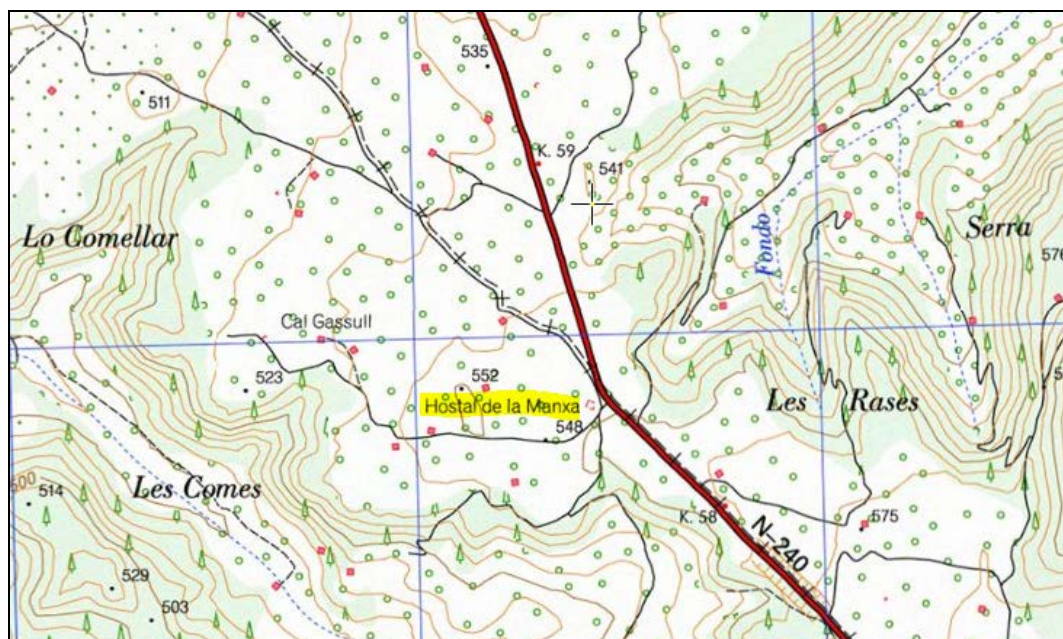 535
511
K. 59
541
Lo Comellar
Fondo
Serra
576
Cal Gassull
523
552
Hostal de la Manxa
548
Les Rases
Les Comes
500
514
K. 58
N-240
575
529
503